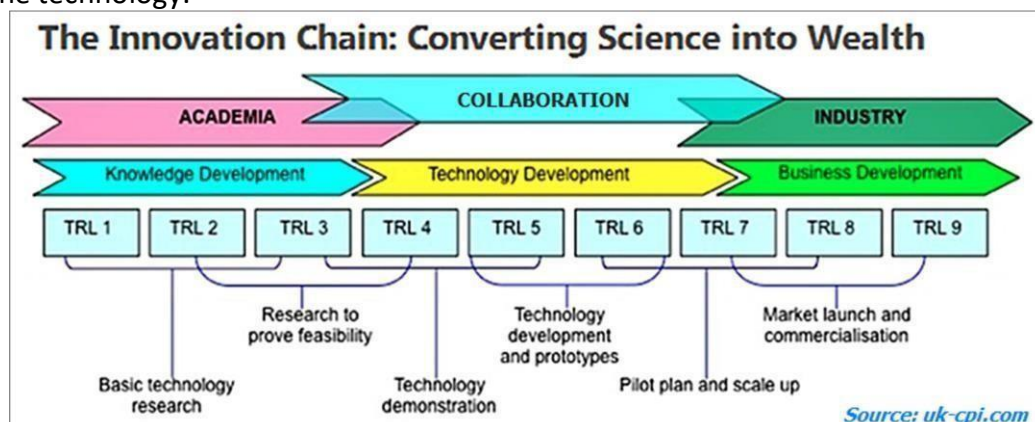 he technology.
The Innovation Chain: Converting Science into Wealth
COLLABORATION
ACADEMIA
INDUSTRY
Knowledge Development
Technology Development
Business Development
TRL 1
TRL 2
TRL 3
TRL 4
TRL 5
TRL 6
TRL 7
TRL 8
TRL 9
Research to
prove feasibility
Technology
development
and prototypes
Market launch and
commercialisation
Basic technology
research
Technology
demonstration
Pilot plan and scale up
Source: uk-cpi.com